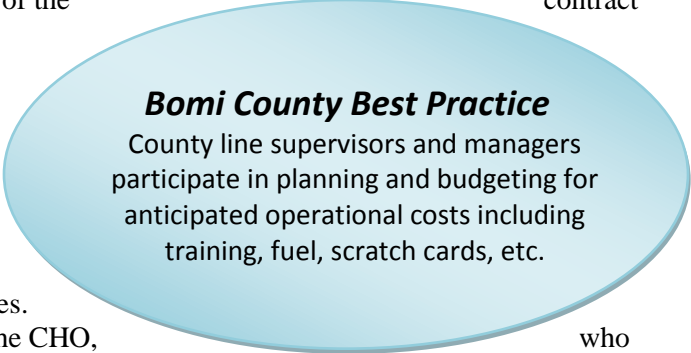 of the contract
Bomi County Best Practice
County line supervisors and managers
participate in planning and budgeting for
anticipated operational costs including
training, fuel, scratch cards, etc.
es.
ne CHO, who